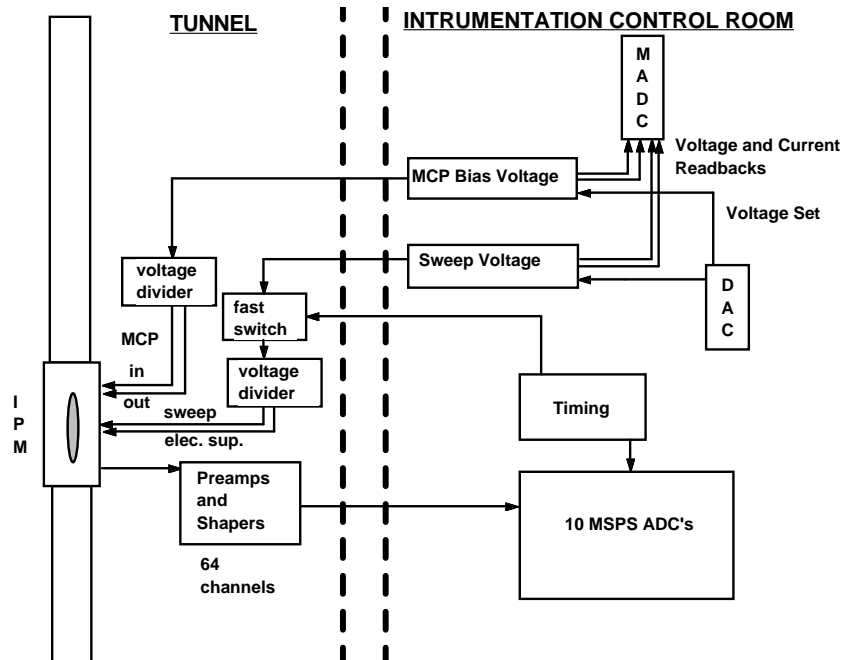 TUNNEL
INTRUMENTATION CONTROL ROOM
M
A
D
C
Voltage and Current
Readbacks
MCP Bias Voltage
Voltage Set
Sweep Voltage
voltage
divider
fast
switch
D
A
C
MCP
in
out
voltage
divider
sweep
elec. sup.
I
P
M
Timing
Preamps
and
Shapers
10 MSPS ADC's
64
channels